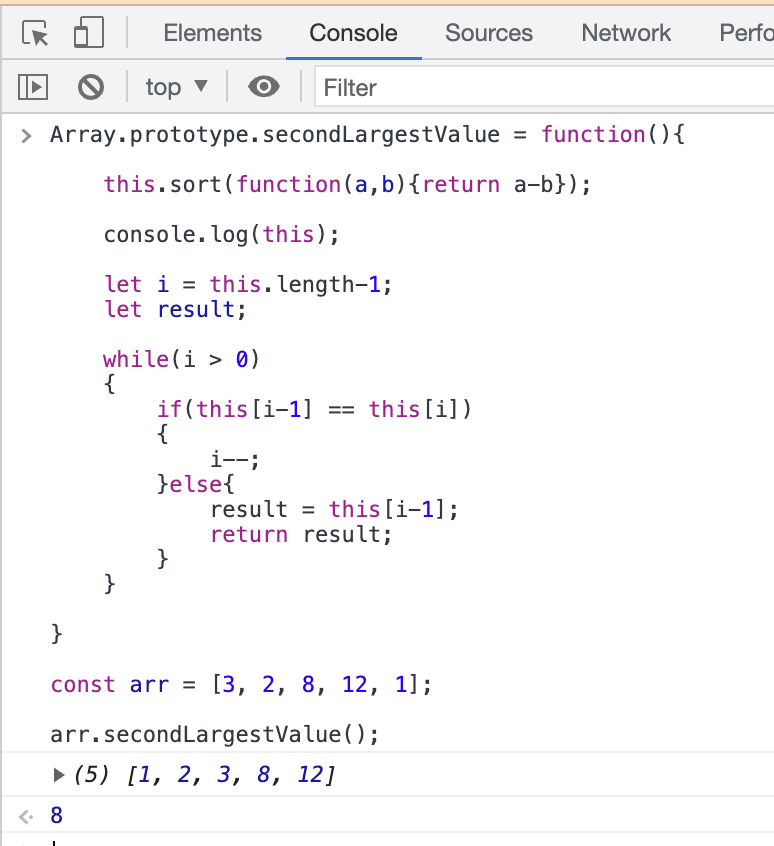 Elements Console Sources Network Perfo
top Filter
Array.prototype.secondLargestValue = function(){
this.sort(function(a,b){return a-b});
console.log(this);
let i = this.length-1;
let result;
while(i > 0)
{
if(this[i-1] == this[i])
{
i--;
}else{
result = this[i-1];
return result;
}
}
}
const arr = [3, 2, 8, 12, 1];
arr.secondLargestValue();
(5) [1, 2, 3, 8, 12]
8